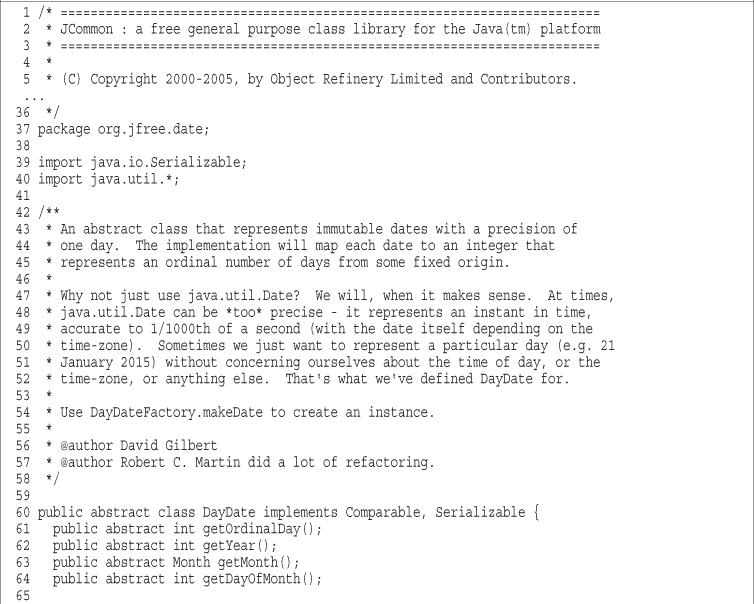 1 /* ==========================================================================
2  * JCommon : a free general purpose class library for the Java(tm) platform
3  * ==========================================================================
4  *
5  * (C) Copyright 2000-2005, by Object Refinery Limited and Contributors.
...
36  */
37 package org.jfree.date;
38
39 import java.io.Serializable;
40 import java.util.*;
41
42 /**
43  * An abstract class that represents immutable dates with a precision of
44  * one day.  The implementation will map each date to an integer that
45  * represents an ordinal number of days from some fixed origin.
46  *
47  * Why not just use java.util.Date?  We will, when it makes sense.  At times,
48  * java.util.Date can be *too* precise - it represents an instant in time,
49  * accurate to 1/1000th of a second (with the date itself depending on the
50  * time-zone).  Sometimes we just want to represent a particular day (e.g. 21
51  * January 2015) without concerning ourselves about the time of day, or the
52  * time-zone, or anything else.  That's what we've defined DayDate for.
53  *
54  * Use DayDateFactory.makeDate to create an instance.
55  *
56  * @author David Gilbert
57  * @author Robert C. Martin did a lot of refactoring.
58  */
59
60 public abstract class DayDate implements Comparable, Serializable {
61   public abstract int getOrdinalDay();
62   public abstract int getYear();
63   public abstract Month getMonth();
64   public abstract int getDayOfMonth();
65